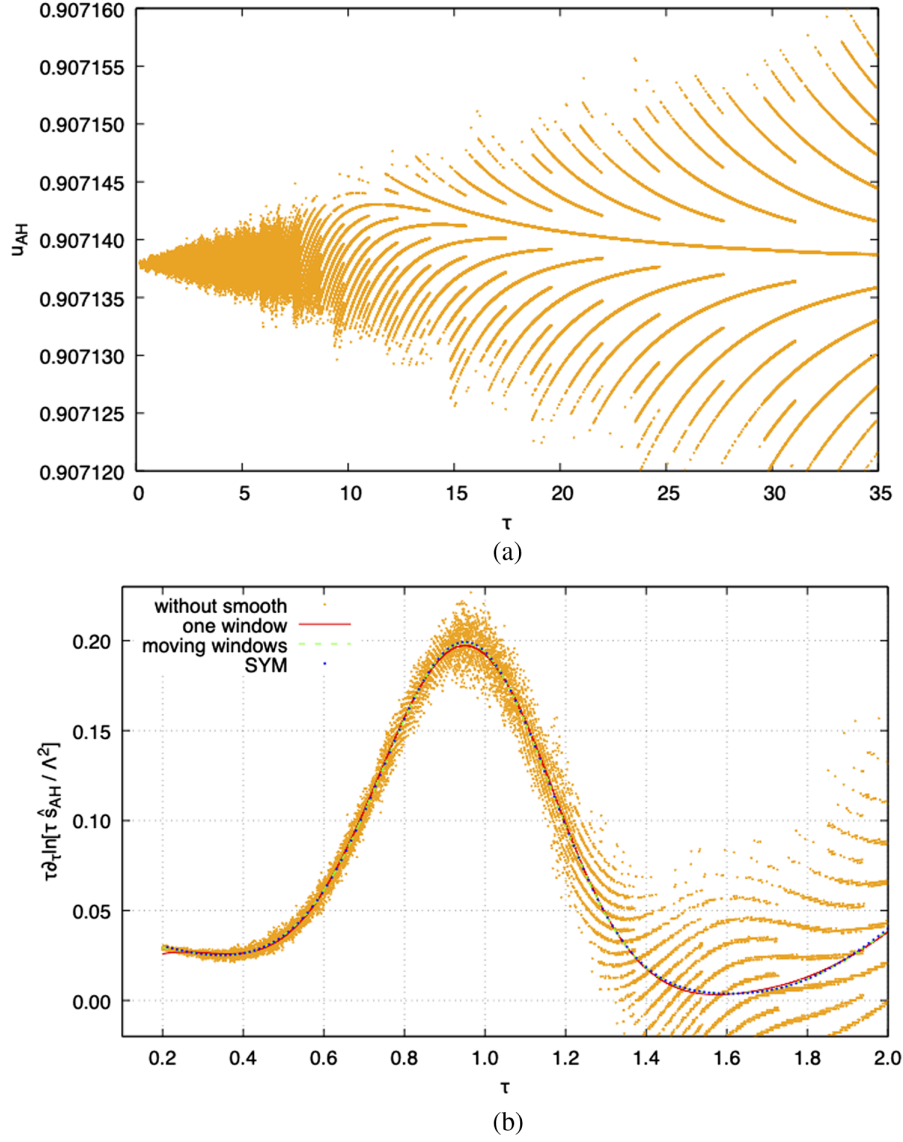 0.907160
0.907155
0.907150
0.907145
0.907140
0.907135
0.907130
0.907125
0.907120
u_AH
0 5 10 15 20 25 30 35
τ
(a)
without smooth
one window
moving windows
SYM
0.20
0.15
0.10
0.05
0.00
τ∂_τ ln[τ ŝ_AH / Λ²]
0.2 0.4 0.6 0.8 1.0 1.2 1.4 1.6 1.8 2.0
τ
(b)